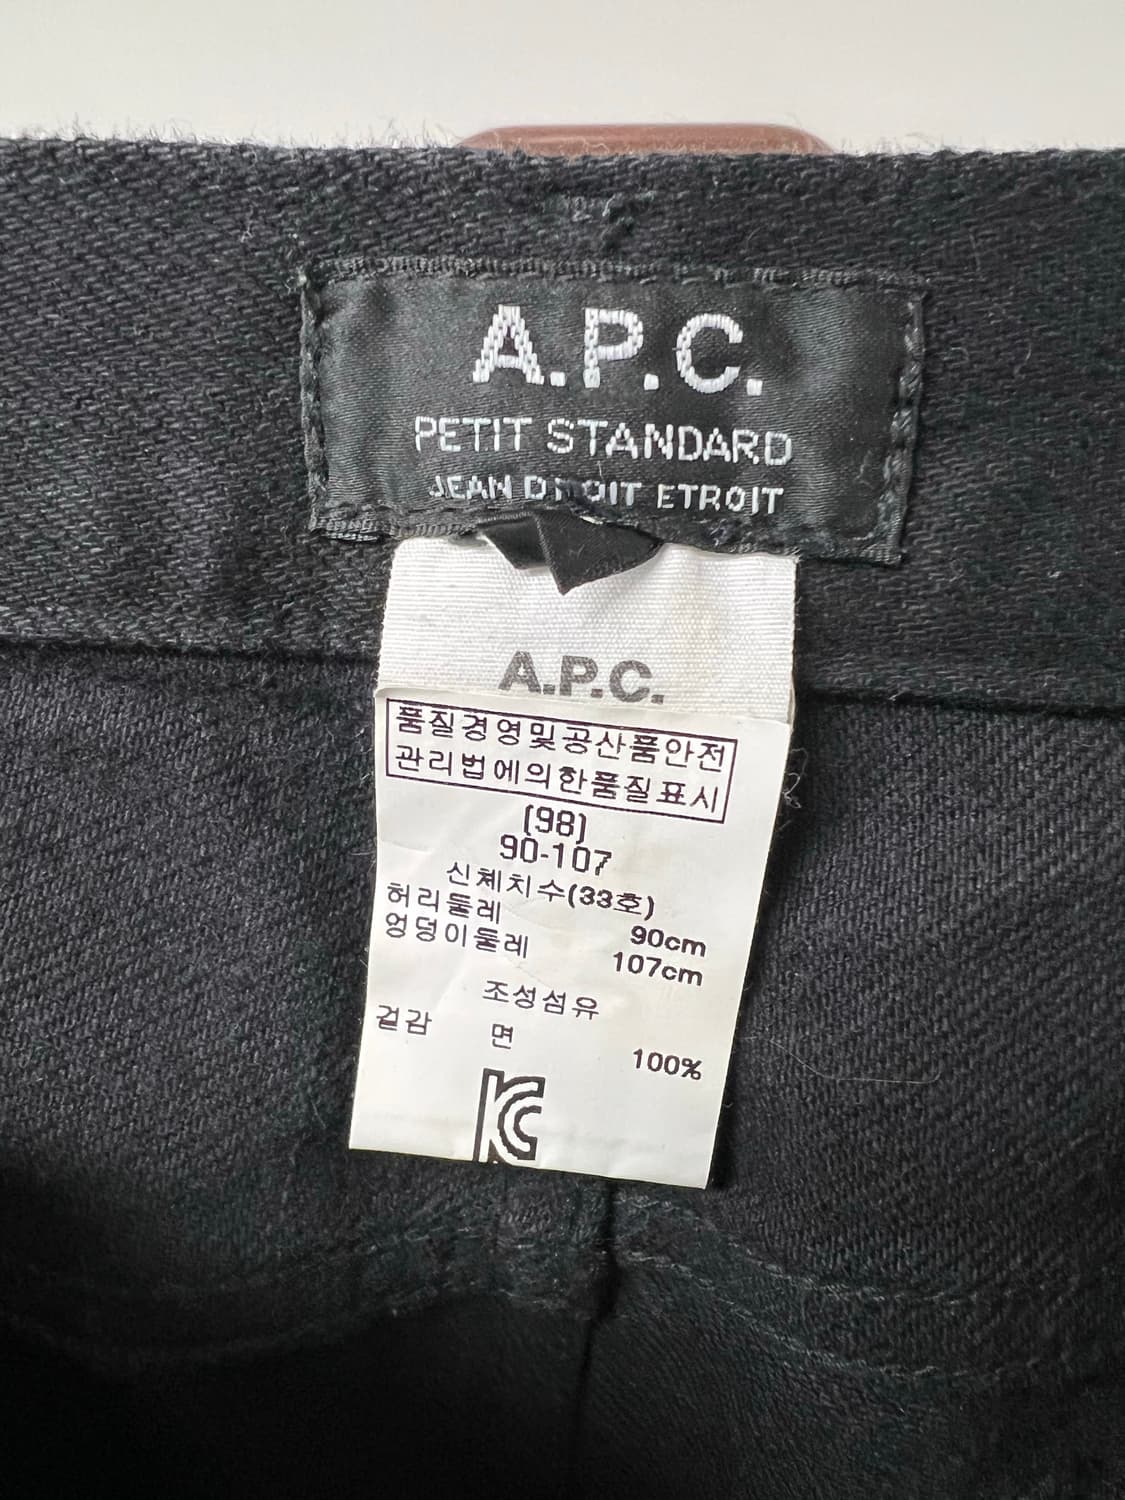 A.P.C.
PETIT STANDARD
JEAN DROIT ETROIT
A.P.C.
품질경영및공산품안전
관리법에의한품질표시
(98)
90-107
신체치수(33호)
허리둘레 90cm
엉덩이둘레 107cm
조성섬유
겉감 면 100%
KC